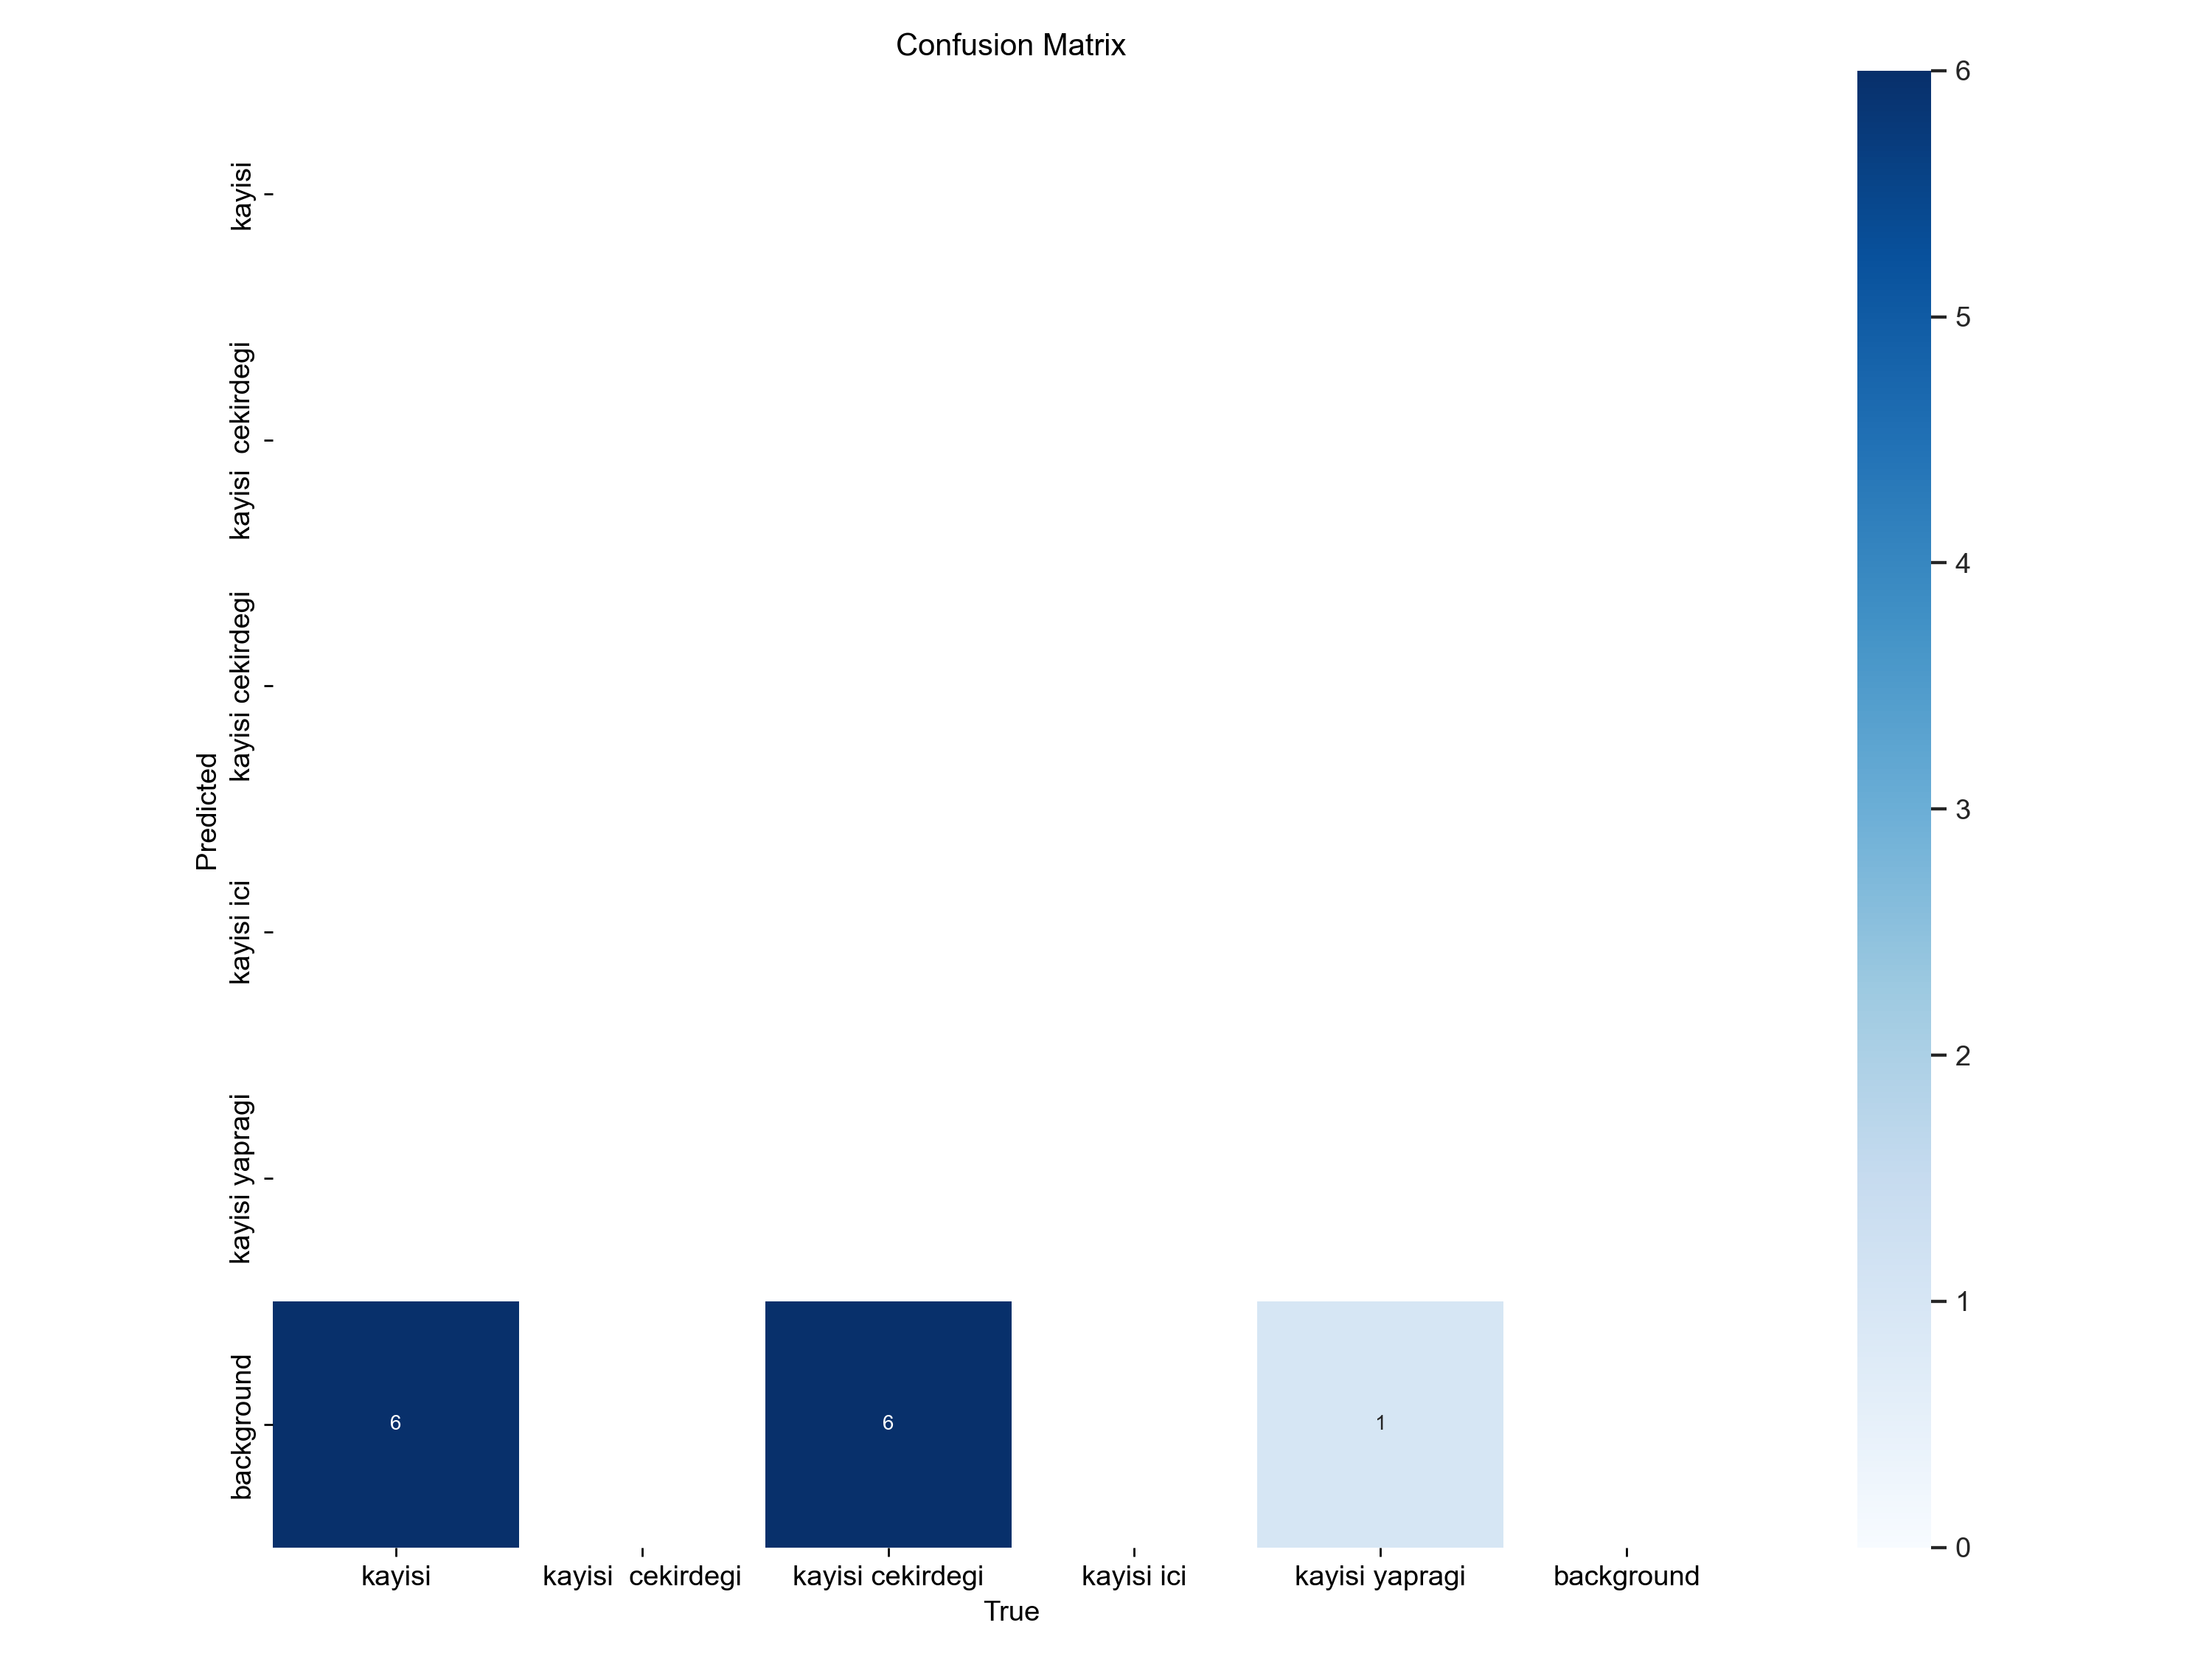 Confusion Matrix
Predicted
kayisi
kayisi  cekirdegi
kayisi cekirdegi
kayisi ici
kayisi yapragi
background
6
6
1
kayisi
kayisi  cekirdegi
kayisi cekirdegi
kayisi ici
kayisi yapragi
background
True
6
5
4
3
2
1
0